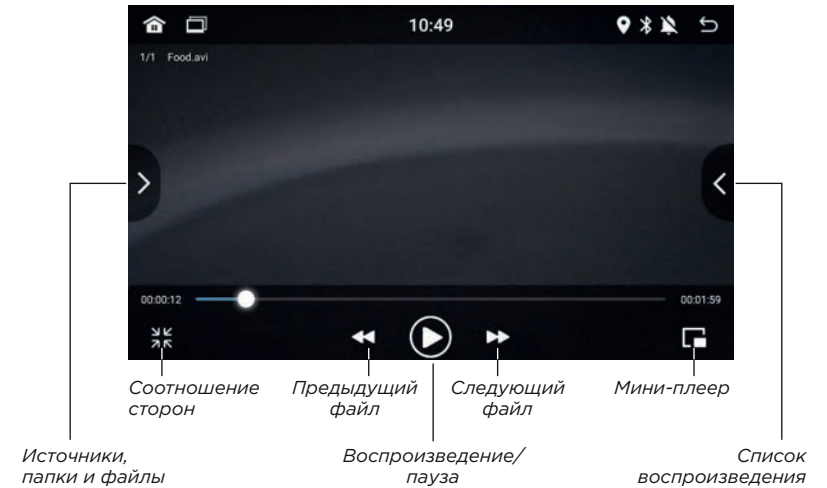 10:49
1/1 Food.avi
00:00:12
00:01:59
Соотношение
сторон
Предыдущий
файл
Следующий
файл
Мини-плеер
Источники,
папки и файлы
Воспроизведение/
пауза
Список
воспроизведения